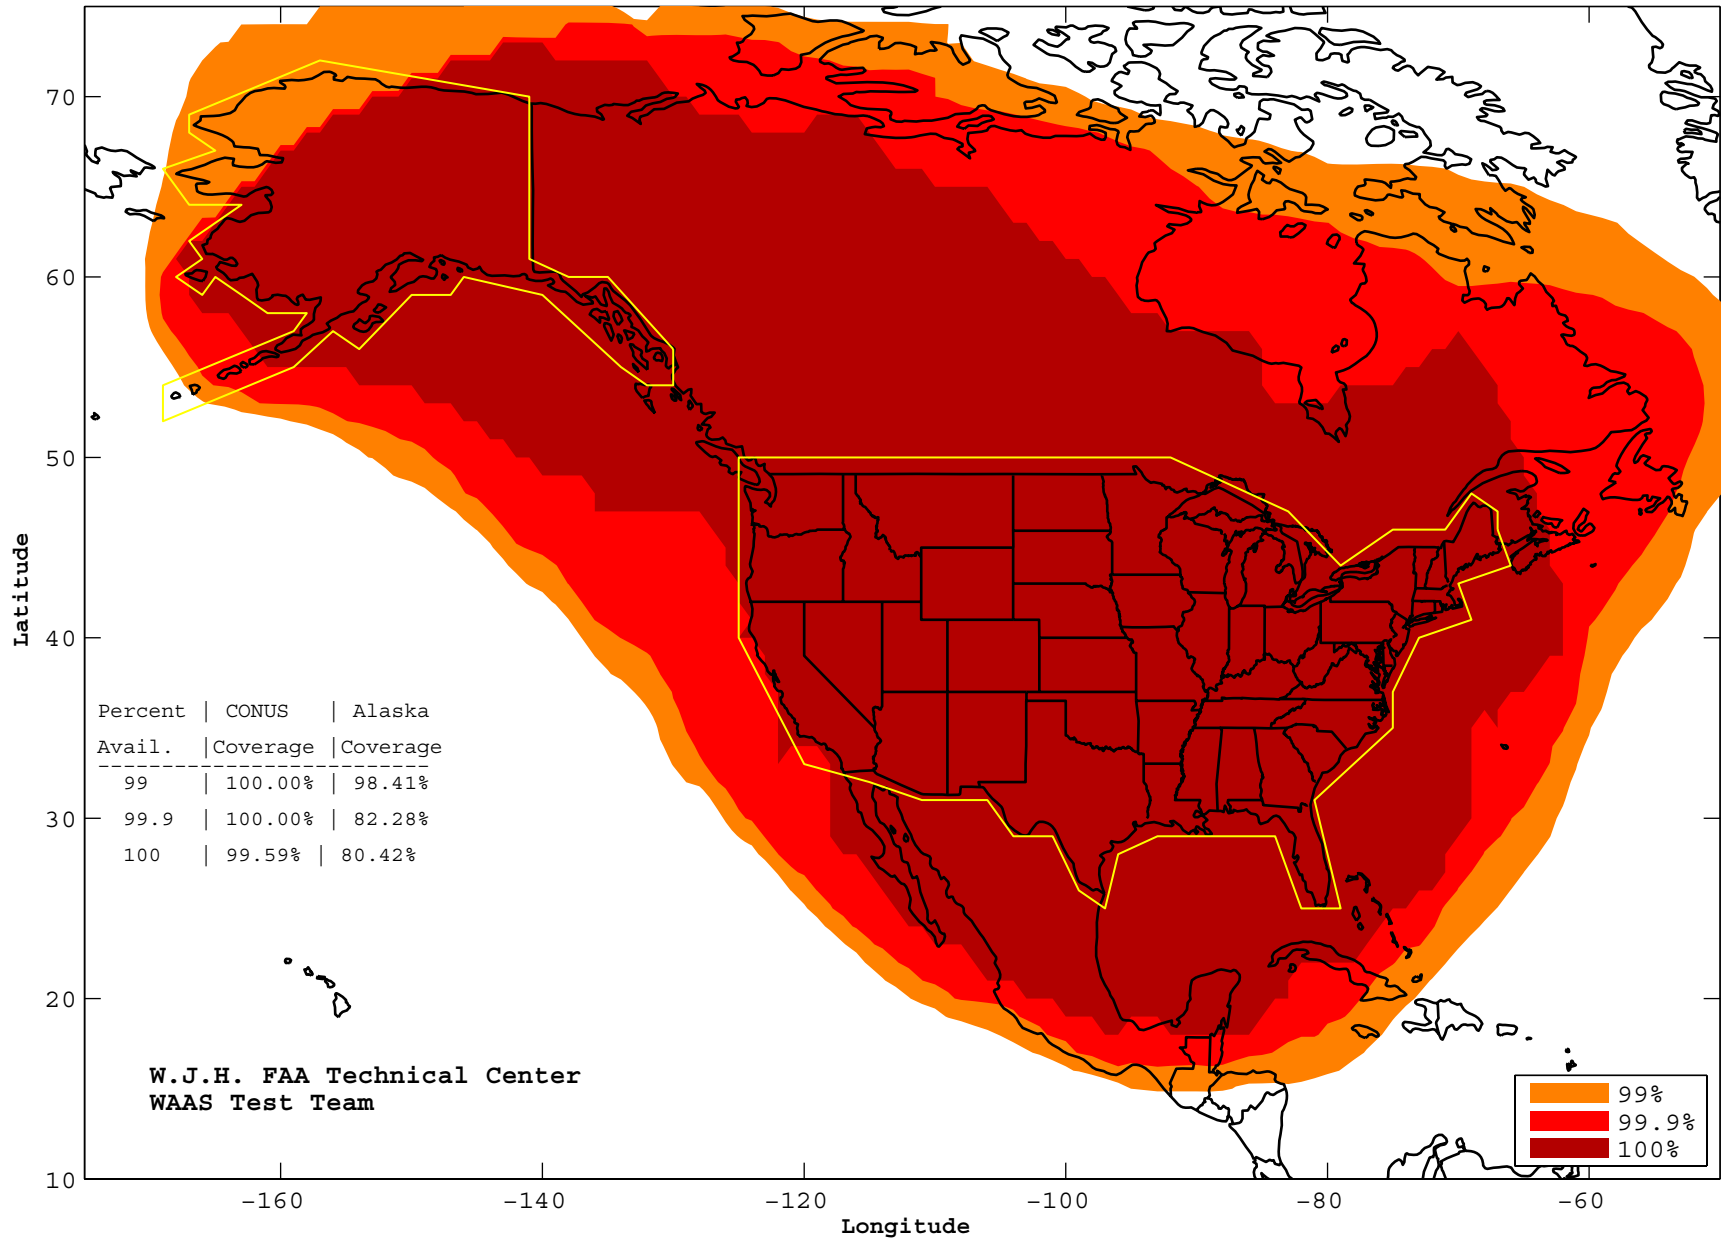 70
60
50
40
30
20
10
Latitude
Percent | CONUS | Alaska
Avail. |Coverage |Coverage
--------------------------
99 | 100.00% | 98.41%
99.9 | 100.00% | 82.28%
100 | 99.59% | 80.42%
W.J.H. FAA Technical Center
WAAS Test Team
99%
99.9%
100%
-160 -140 -120 -100 -80 -60
Longitude